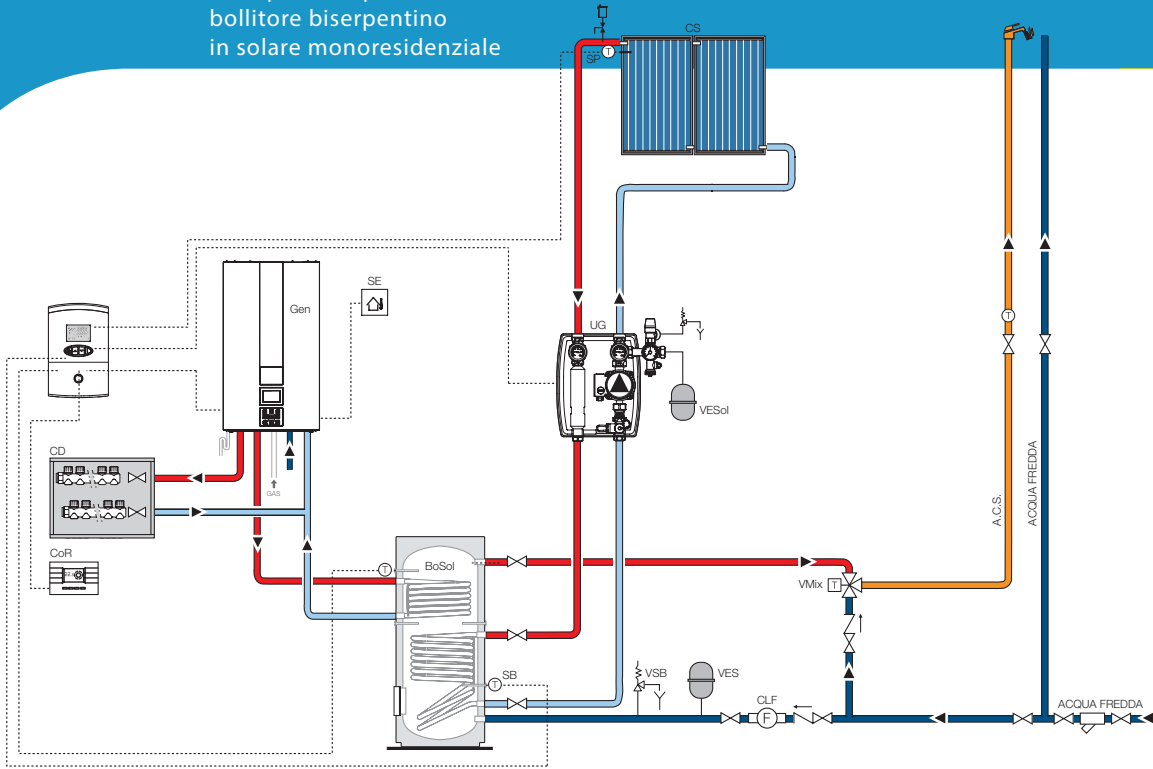 bollitore biserpentino
in solare monoresidenziale
CS
T
SP
SE
Gen
UG
T
VESol
CD
GAS
A.C.S.
ACQUA FREDDA
CoR
T
BoSol
VMix
T
SB
T
VSB
VES
CLF
F
ACQUA FREDDA